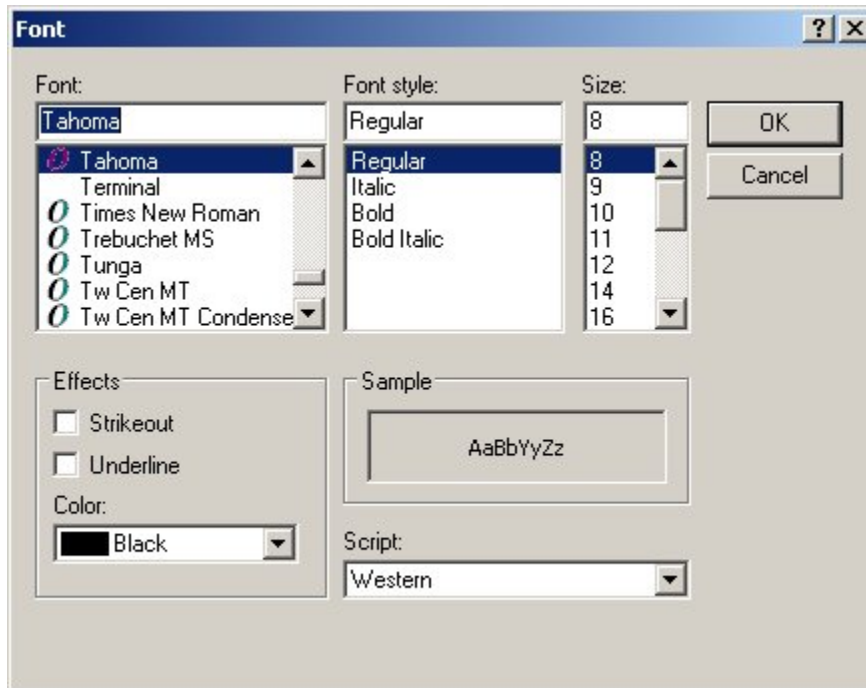 Font
Font:
Tahoma
Tahoma
Terminal
Times New Roman
Trebuchet MS
Tunga
Tw Cen MT
Tw Cen MT Condense
Font style:
Regular
Regular
Italic
Bold
Bold Italic
Size:
8
8
9
10
11
12
14
16
OK
Cancel
Effects
Strikeout
Underline
Color:
Black
Sample
AaBbYyZz
Script:
Western